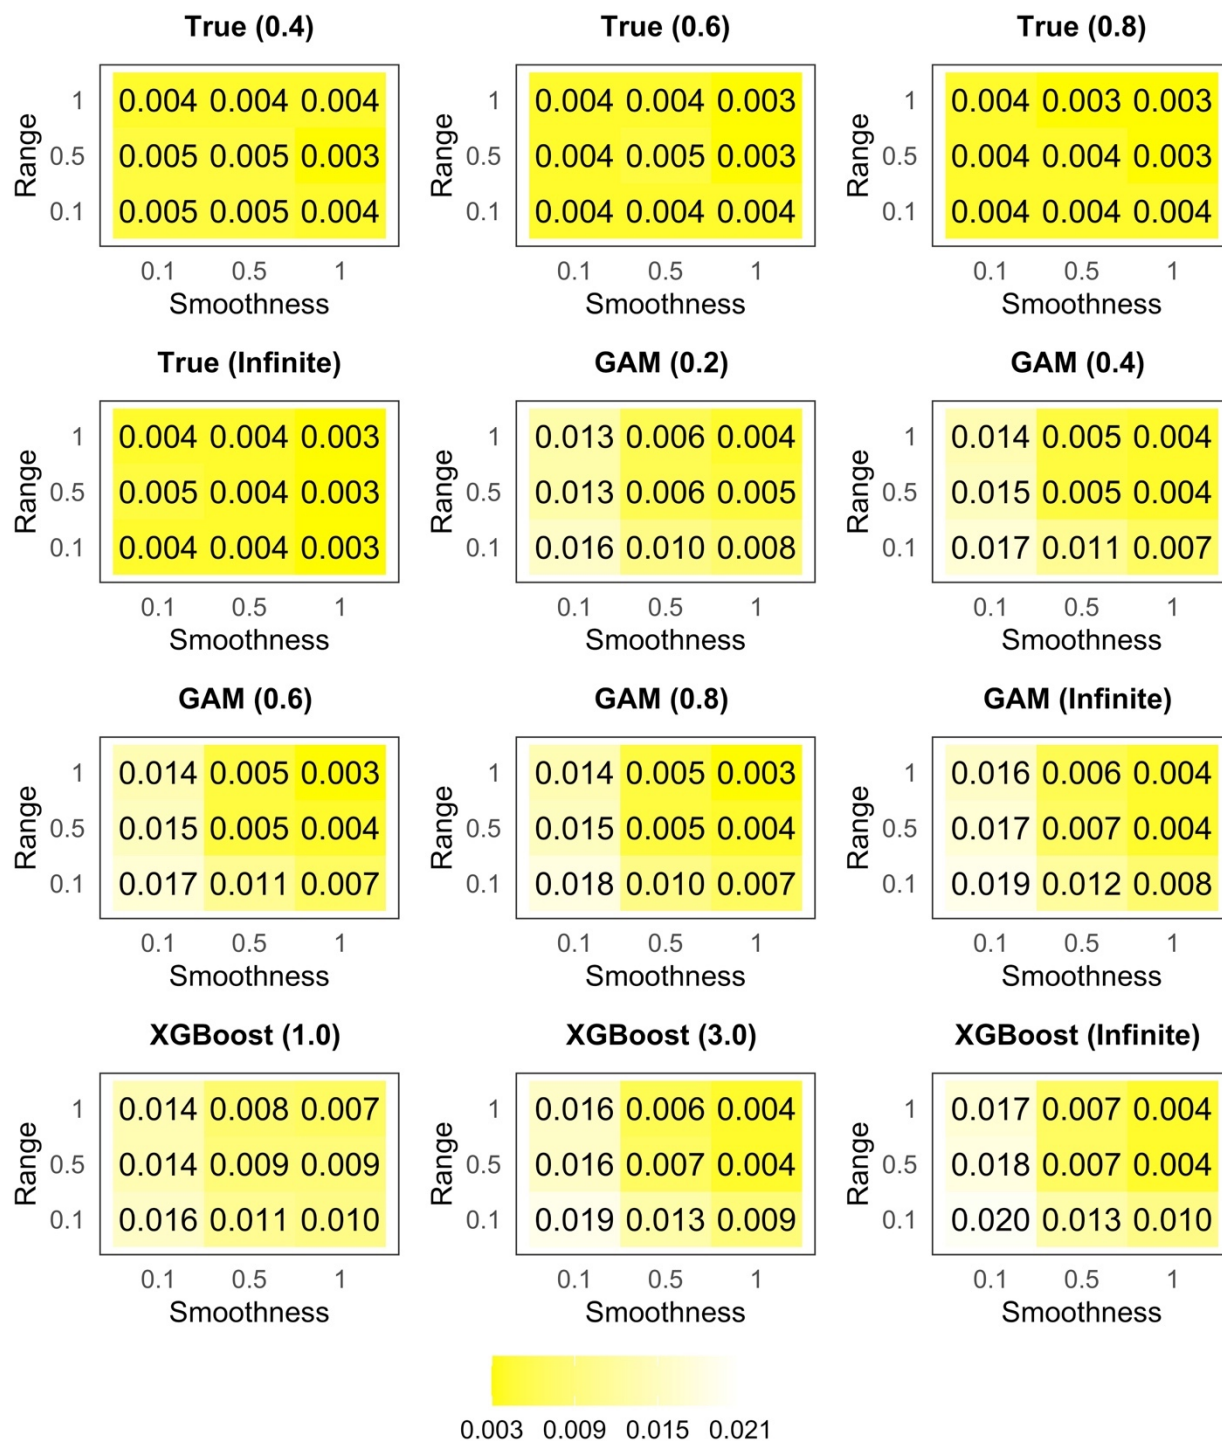 True (0.4) True (0.6) True (0.8)
Range 1 0.004 0.004 0.004 Range 1 0.004 0.004 0.003 Range 1 0.004 0.003 0.003
0.5 0.005 0.005 0.003 0.5 0.004 0.005 0.003 0.5 0.004 0.004 0.003
0.1 0.005 0.005 0.004 0.1 0.004 0.004 0.004 0.1 0.004 0.004 0.004
0.1 0.5 1 0.1 0.5 1 0.1 0.5 1
Smoothness Smoothness Smoothness
True (Infinite) GAM (0.2) GAM (0.4)
Range 1 0.004 0.004 0.003 Range 1 0.013 0.006 0.004 Range 1 0.014 0.005 0.004
0.5 0.005 0.004 0.003 0.5 0.013 0.006 0.005 0.5 0.015 0.005 0.004
0.1 0.004 0.004 0.003 0.1 0.016 0.010 0.008 0.1 0.017 0.011 0.007
0.1 0.5 1 0.1 0.5 1 0.1 0.5 1
Smoothness Smoothness Smoothness
GAM (0.6) GAM (0.8) GAM (Infinite)
Range 1 0.014 0.005 0.003 Range 1 0.014 0.005 0.003 Range 1 0.016 0.006 0.004
0.5 0.015 0.005 0.004 0.5 0.015 0.005 0.004 0.5 0.017 0.007 0.004
0.1 0.017 0.011 0.007 0.1 0.018 0.010 0.007 0.1 0.019 0.012 0.008
0.1 0.5 1 0.1 0.5 1 0.1 0.5 1
Smoothness Smoothness Smoothness
XGBoost (1.0) XGBoost (3.0) XGBoost (Infinite)
Range 1 0.014 0.008 0.007 Range 1 0.016 0.006 0.004 Range 1 0.017 0.007 0.004
0.5 0.014 0.009 0.009 0.5 0.016 0.007 0.004 0.5 0.018 0.007 0.004
0.1 0.016 0.011 0.010 0.1 0.019 0.013 0.009 0.1 0.020 0.013 0.010
0.1 0.5 1 0.1 0.5 1 0.1 0.5 1
Smoothness Smoothness Smoothness
0.003 0.009 0.015 0.021